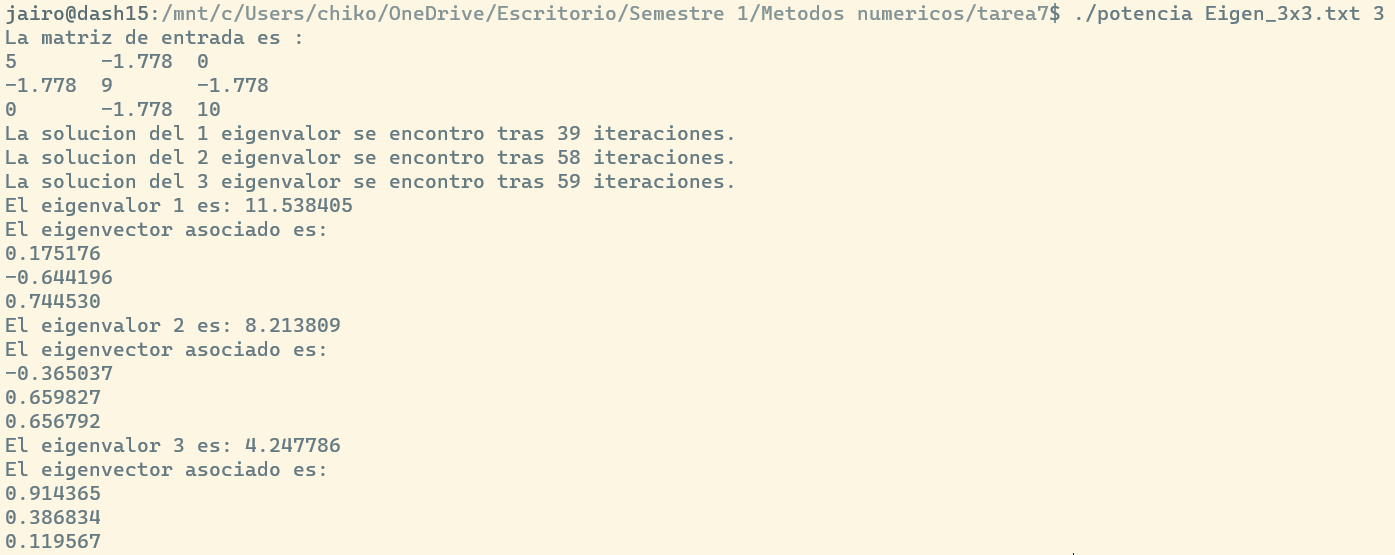 jairo@dash15:/mnt/c/Users/chiko/OneDrive/Escritorio/Semestre 1/Metodos numericos/tarea7$ ./potencia Eigen_3x3.txt 3
La matriz de entrada es :
5       -1.778  0
-1.778  9       -1.778
0       -1.778  10
La solucion del 1 eigenvalor se encontro tras 39 iteraciones.
La solucion del 2 eigenvalor se encontro tras 58 iteraciones.
La solucion del 3 eigenvalor se encontro tras 59 iteraciones.
El eigenvalor 1 es: 11.538405
El eigenvector asociado es:
0.175176
-0.644196
0.744530
El eigenvalor 2 es: 8.213809
El eigenvector asociado es:
-0.365037
0.659827
0.656792
El eigenvalor 3 es: 4.247786
El eigenvector asociado es:
0.914365
0.386834
0.119567